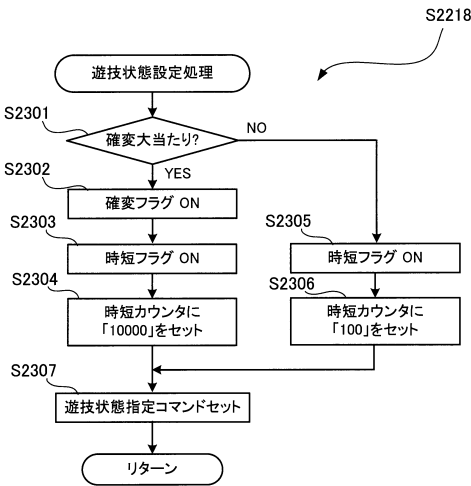 S2218
遊技状態設定処理
S2301
確変大当たり?
NO
YES
S2302
確変フラグ ON
S2303
時短フラグ ON
S2304
時短カウンタに
「10000」をセット
S2305
時短フラグ ON
S2306
時短カウンタに
「100」をセット
S2307
遊技状態指定コマンドセット
リターン